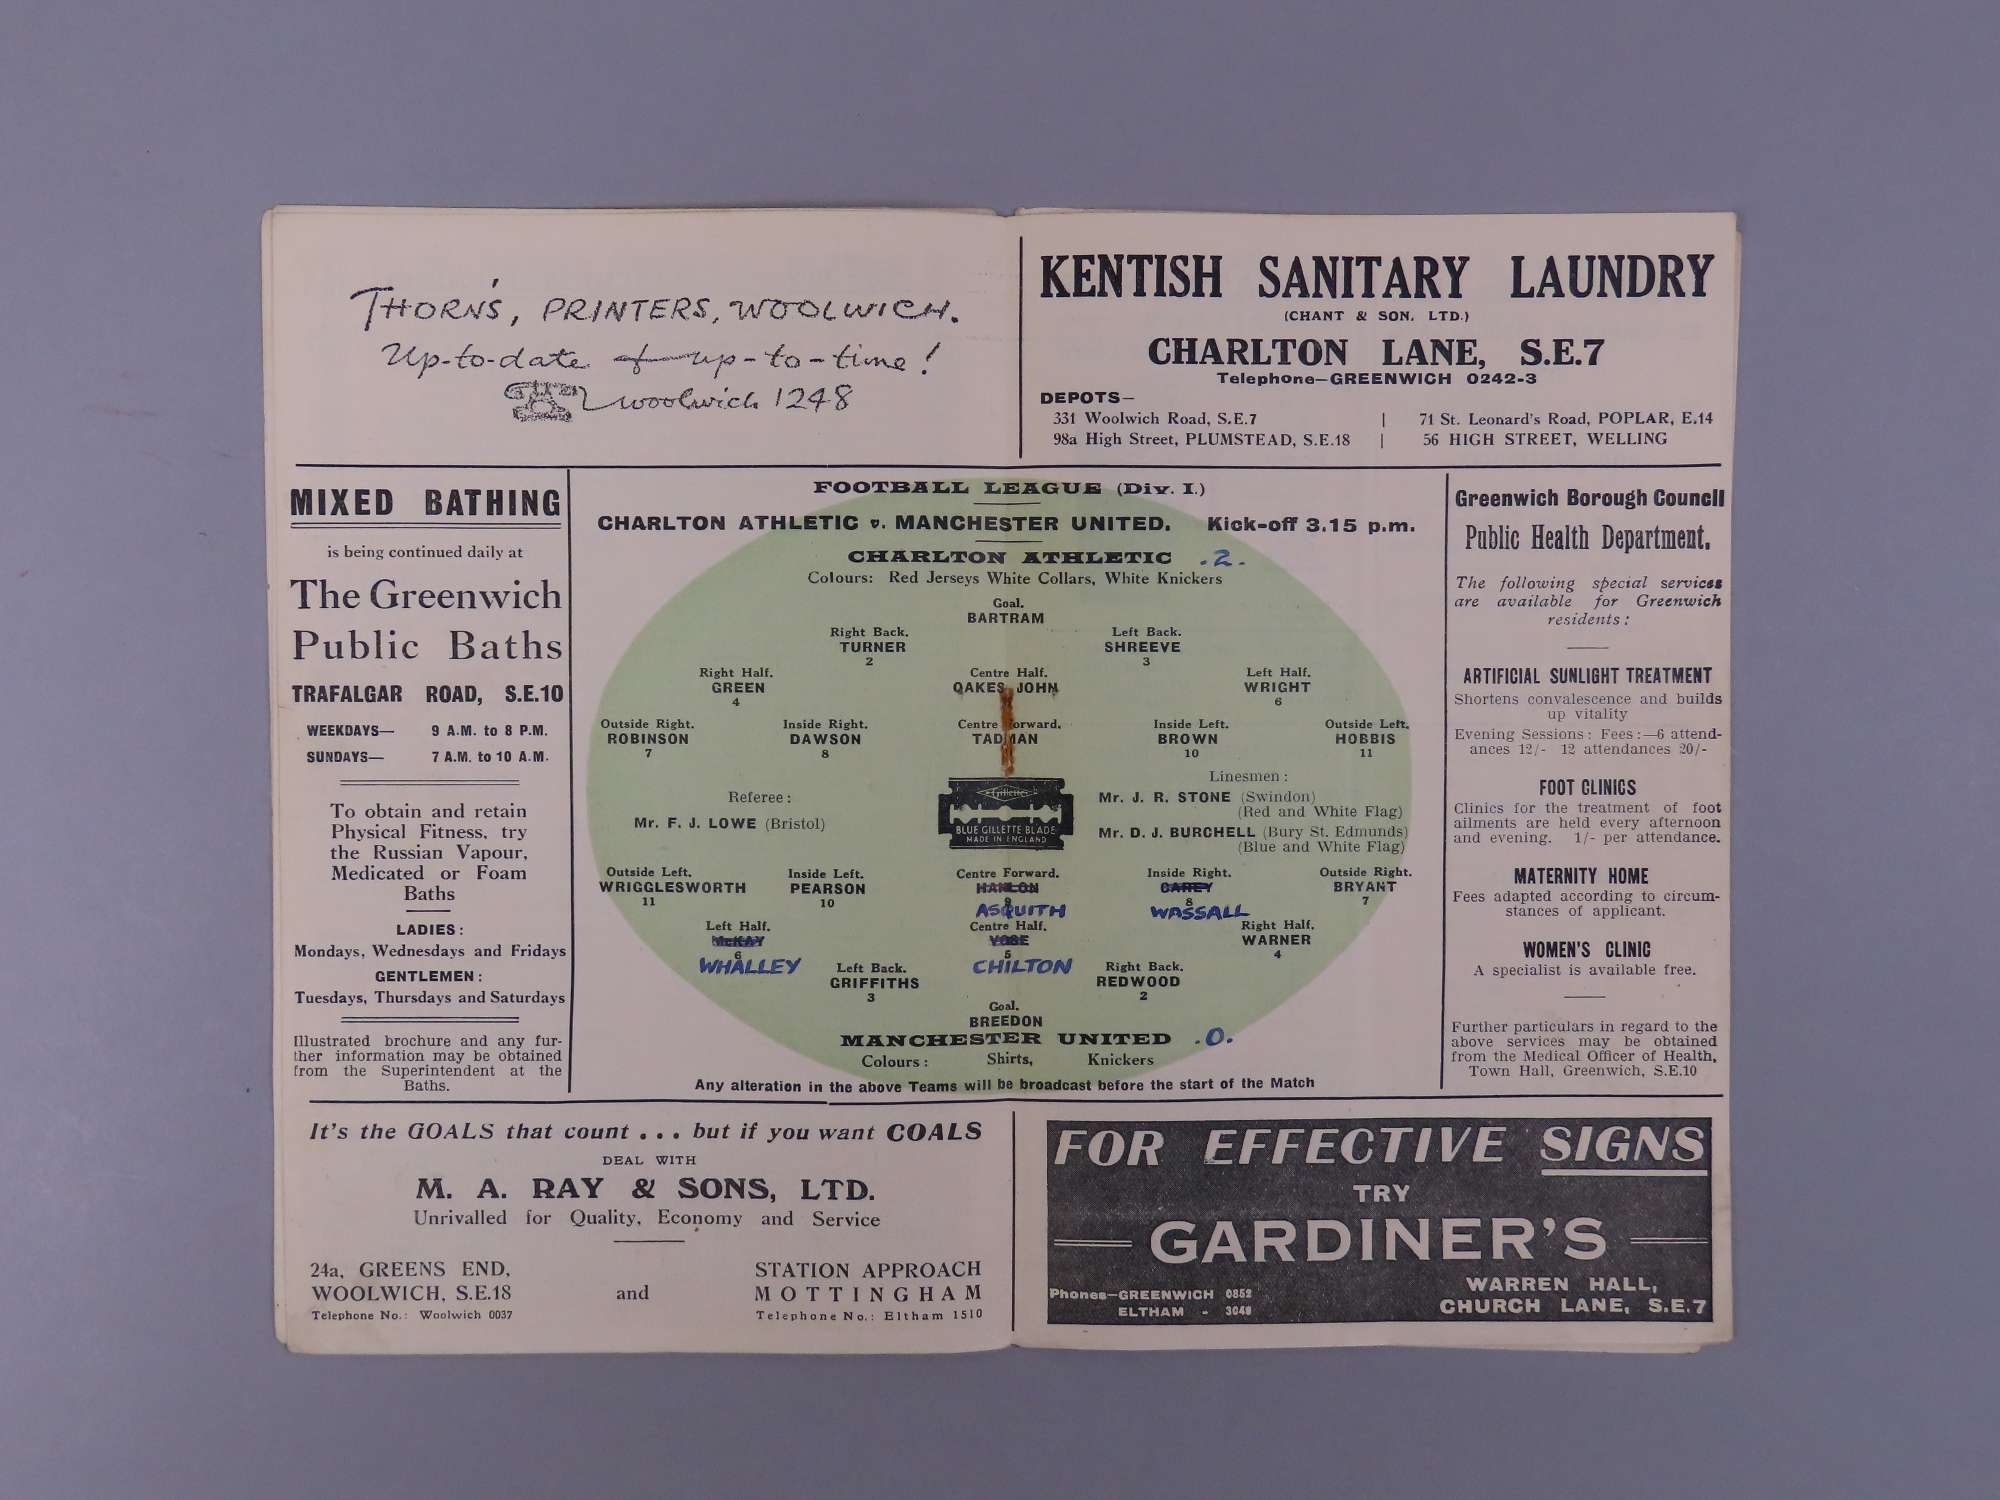 THORN'S, PRINTERS, WOOLWICH.
Up-to-date & up-to-time!
Woolwich 1248
KENTISH SANITARY LAUNDRY
(CHANT & SON. LTD.)
CHARLTON LANE, S.E.7
Telephone—GREENWICH 0242-3
DEPOTS—
331 Woolwich Road, S.E.7 | 71 St. Leonard's Road, POPLAR, E.14
98a High Street, PLUMSTEAD, S.E.18 | 56 HIGH STREET, WELLING
MIXED BATHING
is being continued daily at
The Greenwich
Public Baths
TRAFALGAR ROAD, S.E.10
WEEKDAYS— 9 A.M. to 8 P.M.
SUNDAYS— 7 A.M. to 10 A.M.
To obtain and retain
Physical Fitness, try
the Russian Vapour,
Medicated or Foam
Baths
LADIES:
Mondays, Wednesdays and Fridays
GENTLEMEN:
Tuesdays, Thursdays and Saturdays
Illustrated brochure and any fur-
ther information may be obtained
from the Superintendent at the
Baths.
FOOTBALL LEAGUE (Div. I.)
CHARLTON ATHLETIC v. MANCHESTER UNITED. Kick-off 3.15 p.m.
CHARLTON ATHLETIC .2.
Colours: Red Jerseys White Collars, White Knickers
Goal.
BARTRAM
Right Back. Left Back.
TURNER SHREEVE
2 3
Right Half. Centre Half. Left Half.
GREEN OAKES JOHN WRIGHT
4 6
Outside Right. Inside Right. Centre Forward. Inside Left. Outside Left.
ROBINSON DAWSON TADMAN BROWN HOBBIS
7 8 10 11
Referee:
Mr. F. J. LOWE (Bristol)
Gillette
BLUE GILLETTE BLADE
MADE IN ENGLAND
Linesmen:
Mr. J. R. STONE (Swindon)
(Red and White Flag)
Mr. D. J. BURCHELL (Bury St. Edmunds)
(Blue and White Flag)
Outside Left. Inside Left. Centre Forward. Inside Right. Outside Right.
WRIGGLESWORTH PEARSON HANLON CAREY BRYANT
11 10 9 8 7
ASQUITH WASSALL
Left Half. Centre Half. Right Half.
McKAY VOSE WARNER
6 5 4
WHALLEY CHILTON
Left Back. Right Back.
GRIFFITHS REDWOOD
3 2
Goal.
BREEDON
MANCHESTER UNITED .0.
Colours: Shirts, Knickers
Any alteration in the above Teams will be broadcast before the start of the Match
Greenwich Borough Council
Public Health Department.
The following special services
are available for Greenwich
residents:
ARTIFICIAL SUNLIGHT TREATMENT
Shortens convalescence and builds
up vitality
Evening Sessions: Fees:—6 attend-
ances 12/- 12 attendances 20/-
FOOT CLINICS
Clinics for the treatment of foot
ailments are held every afternoon
and evening. 1/- per attendance.
MATERNITY HOME
Fees adapted according to circum-
stances of applicant.
WOMEN'S CLINIC
A specialist is available free.
Further particulars in regard to the
above services may be obtained
from the Medical Officer of Health,
Town Hall, Greenwich, S.E.10
It's the GOALS that count . . . but if you want COALS
DEAL WITH
M. A. RAY & SONS, LTD.
Unrivalled for Quality, Economy and Service
24a, GREENS END, STATION APPROACH
WOOLWICH, S.E.18 and MOTTINGHAM
Telephone No.: Woolwich 0037 Telephone No.: Eltham 1510
FOR EFFECTIVE SIGNS
TRY
GARDINER'S
WARREN HALL,
CHURCH LANE, S.E.7
Phones—GREENWICH 0852
ELTHAM - 3048